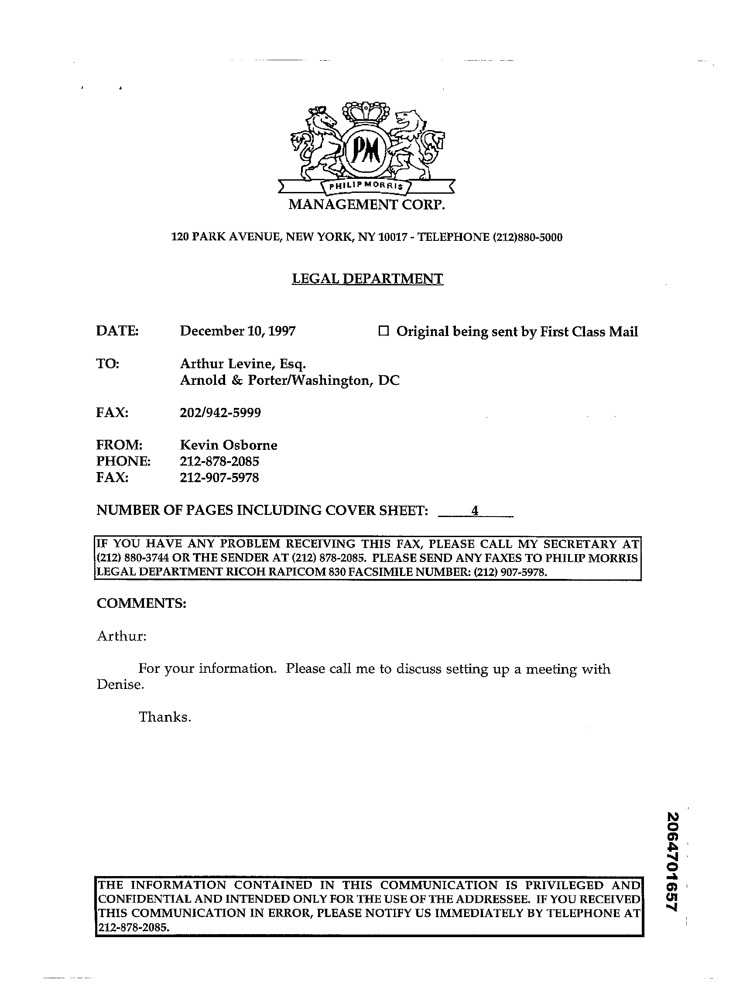 PM
PHILIP MORRIS
MANAGEMENT CORP.
120 PARK AVENUE, NEW YORK, NY 10017 - TELEPHONE (212)880-5000
LEGAL DEPARTMENT
DATE: December 10, 1997 ☐ Original being sent by First Class Mail
TO: Arthur Levine, Esq.
Arnold & Porter/Washington, DC
FAX: 202/942-5999
FROM: Kevin Osborne
PHONE: 212-878-2085
FAX: 212-907-5978
NUMBER OF PAGES INCLUDING COVER SHEET: 4
IF YOU HAVE ANY PROBLEM RECEIVING THIS FAX, PLEASE CALL MY SECRETARY AT
(212) 880-3744 OR THE SENDER AT (212) 878-2085. PLEASE SEND ANY FAXES TO PHILIP MORRIS
LEGAL DEPARTMENT RICOH RAPICOM 830 FACSIMILE NUMBER: (212) 907-5978.
COMMENTS:
Arthur:
For your information. Please call me to discuss setting up a meeting with
Denise.
Thanks.
2064701657
THE INFORMATION CONTAINED IN THIS COMMUNICATION IS PRIVILEGED AND
CONFIDENTIAL AND INTENDED ONLY FOR THE USE OF THE ADDRESSEE. IF YOU RECEIVED
THIS COMMUNICATION IN ERROR, PLEASE NOTIFY US IMMEDIATELY BY TELEPHONE AT
212-878-2085.